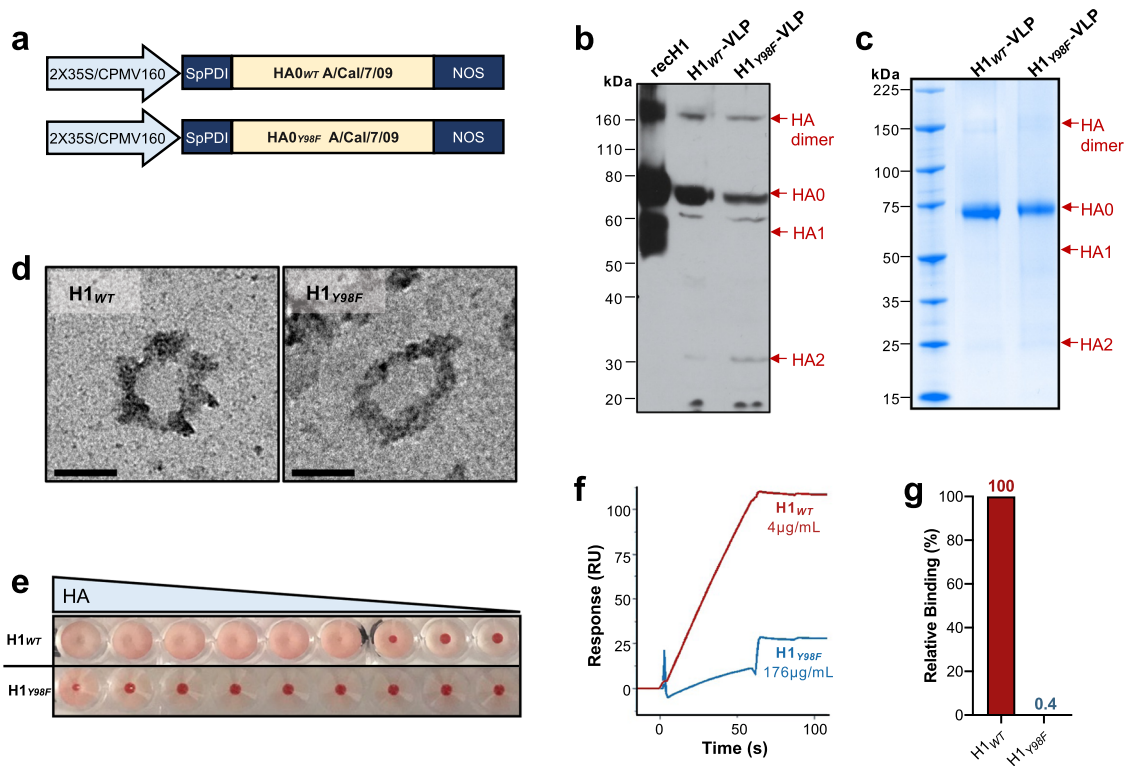 a
2X35S/CPMV160 SpPDI HA0WT A/Cal/7/09 NOS
2X35S/CPMV160 SpPDI HA0Y98F A/Cal/7/09 NOS
b
recH1
H1WT-VLP
H1Y98F-VLP
kDa
160
110
80
60
50
40
30
20
HA
dimer
HA0
HA1
HA2
c
H1WT-VLP
H1Y98F-VLP
kDa
225
150
100
75
50
35
25
15
HA
dimer
HA0
HA1
HA2
d
H1WT
H1Y98F
e
HA
H1WT
H1Y98F
f
Response (RU)
100
75
50
25
0
H1WT
4µg/mL
H1Y98F
176µg/mL
0 50 100
Time (s)
g
Relative Binding (%)
100
80
60
40
20
0
100
0.4
H1WT
H1Y98F